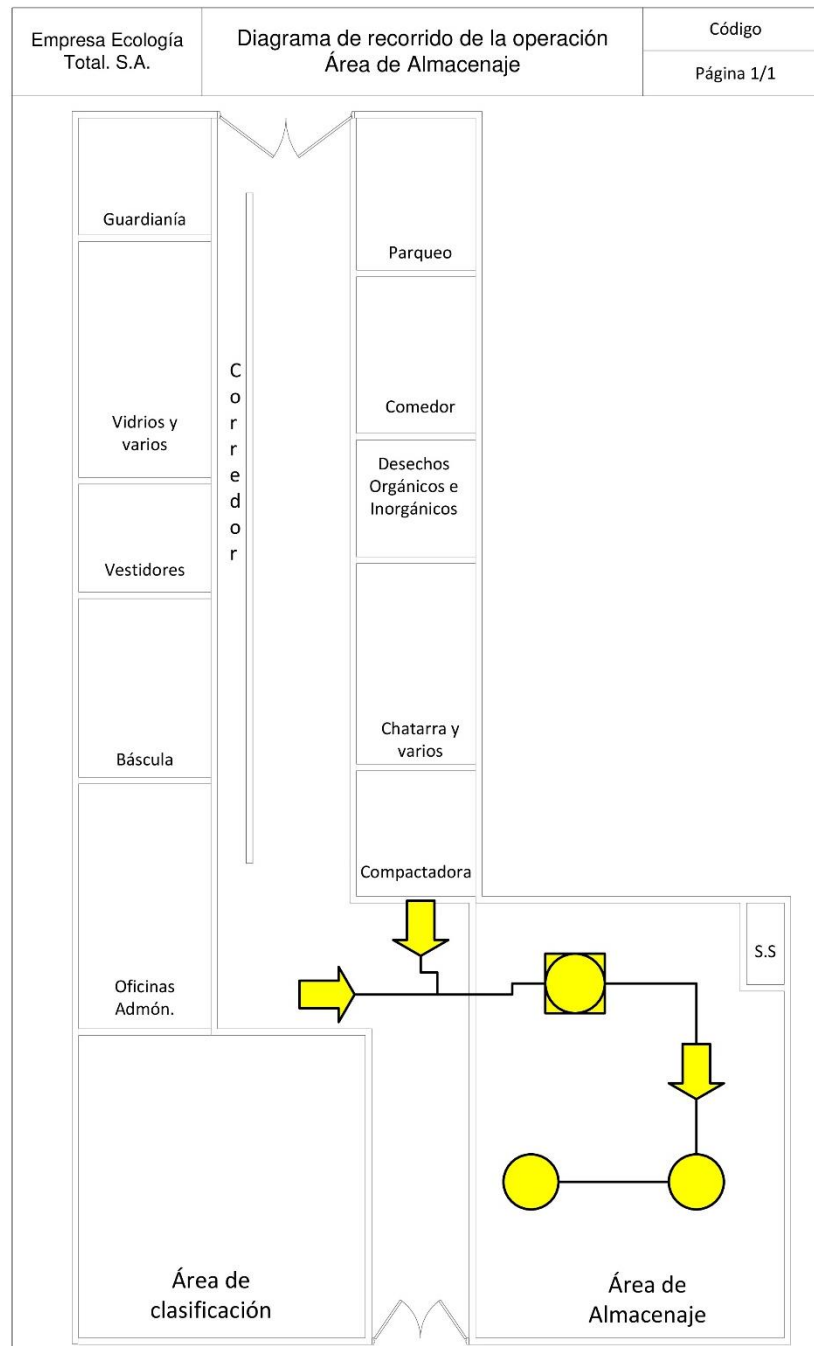 Empresa Ecología
Total. S.A.
Diagrama de recorrido de la operación
Área de Almacenaje
Código
Página 1/1
Guardianía
Parqueo
Corredor
Comedor
Vidrios y
varios
Desechos
Orgánicos e
Inorgánicos
Vestidores
Chatarra y
varios
Báscula
Compactadora
S.S
Oficinas
Admón.
Área de
clasificación
Área de
Almacenaje